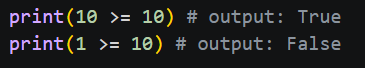 print(10 >= 10) # output: True
print(1 >= 10) # output: False